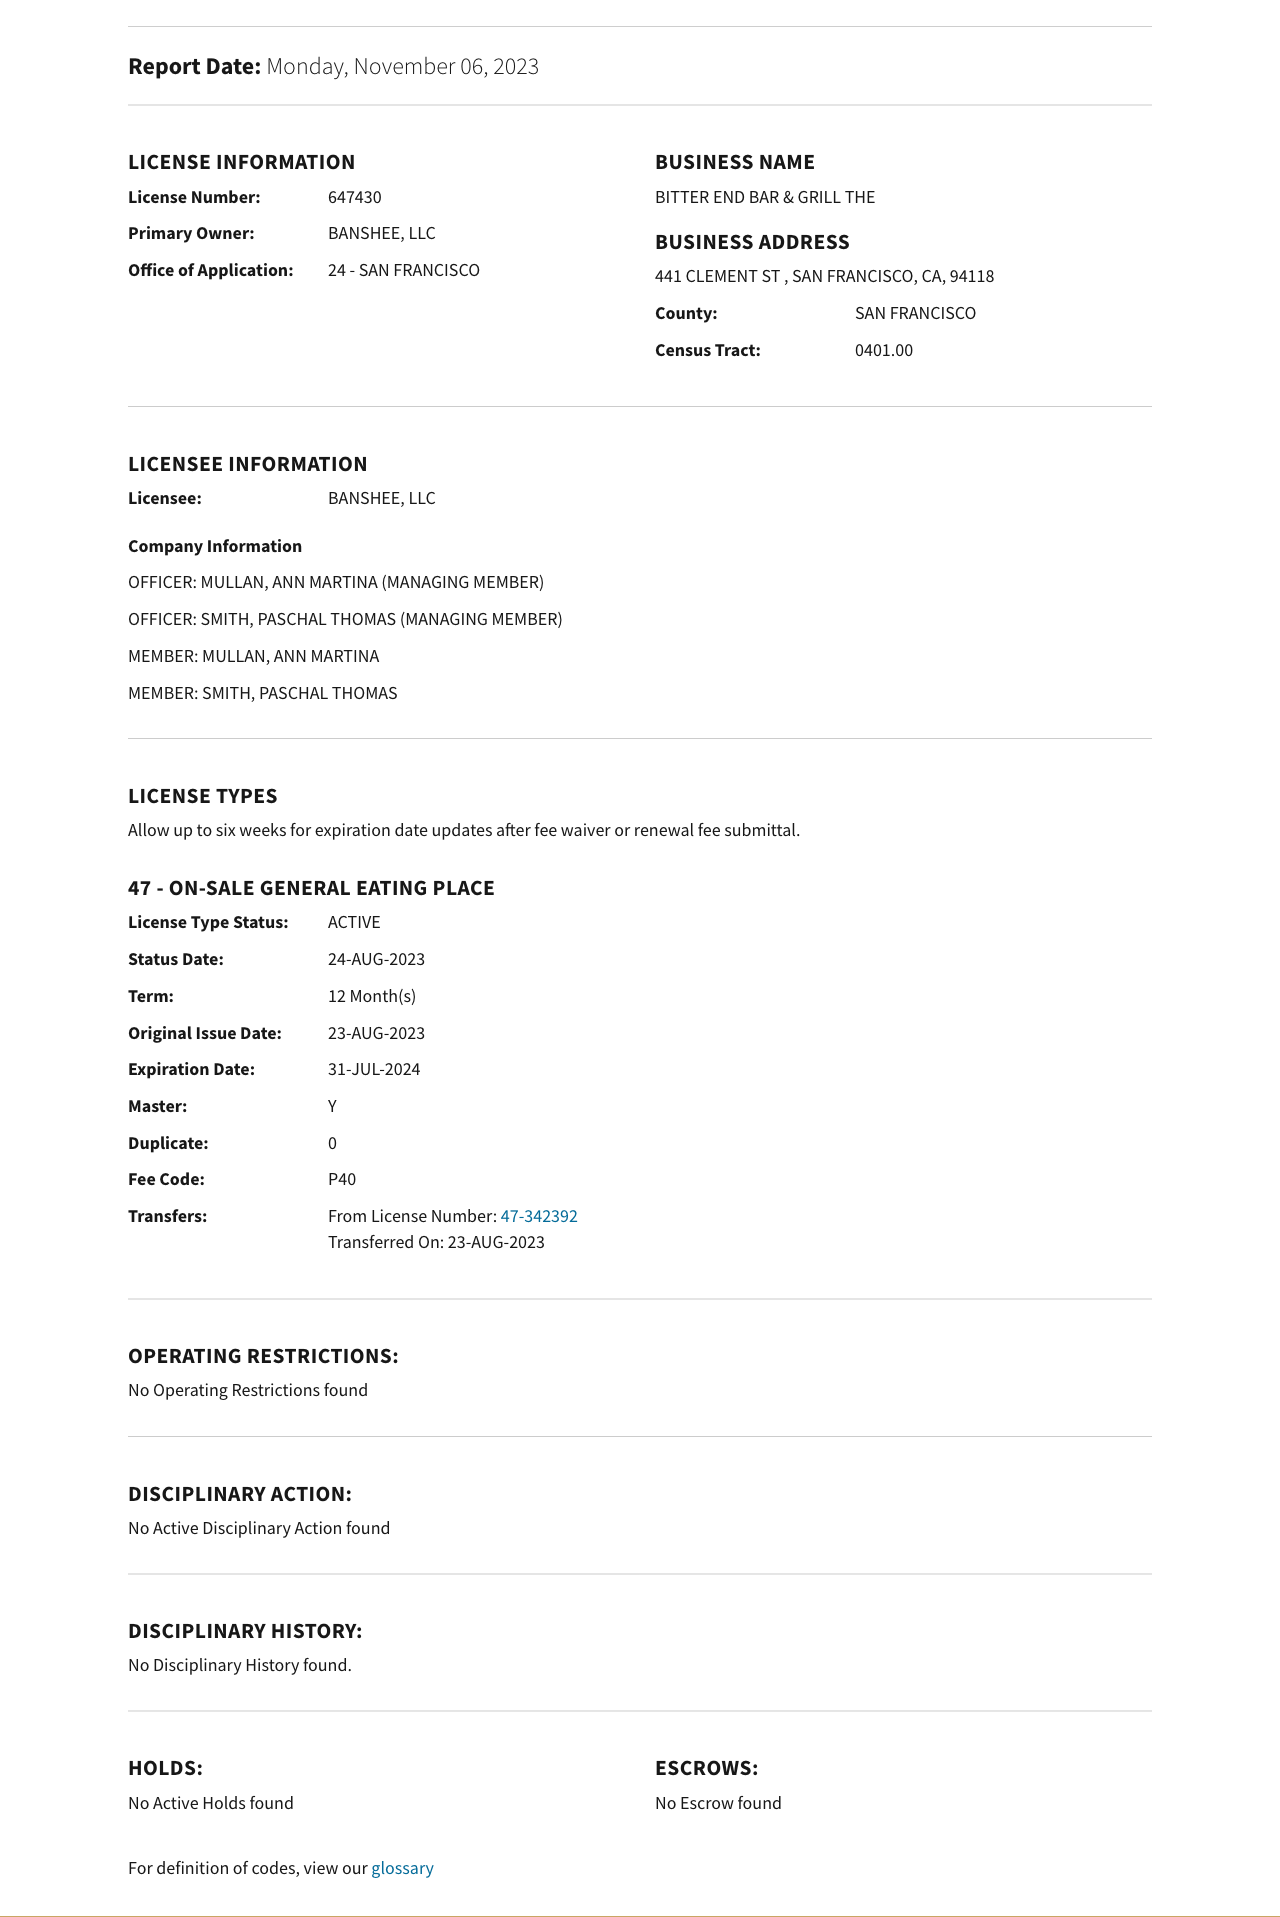 Report Date: Monday, November 06, 2023
LICENSE INFORMATION
License Number: 647430
Primary Owner: BANSHEE, LLC
Office of Application: 24 - SAN FRANCISCO
BUSINESS NAME
BITTER END BAR & GRILL THE
BUSINESS ADDRESS
441 CLEMENT ST , SAN FRANCISCO, CA, 94118
County: SAN FRANCISCO
Census Tract: 0401.00
LICENSEE INFORMATION
Licensee: BANSHEE, LLC
Company Information
OFFICER: MULLAN, ANN MARTINA (MANAGING MEMBER)
OFFICER: SMITH, PASCHAL THOMAS (MANAGING MEMBER)
MEMBER: MULLAN, ANN MARTINA
MEMBER: SMITH, PASCHAL THOMAS
LICENSE TYPES
Allow up to six weeks for expiration date updates after fee waiver or renewal fee submittal.
47 - ON-SALE GENERAL EATING PLACE
License Type Status: ACTIVE
Status Date: 24-AUG-2023
Term: 12 Month(s)
Original Issue Date: 23-AUG-2023
Expiration Date: 31-JUL-2024
Master: Y
Duplicate: 0
Fee Code: P40
Transfers: From License Number: 47-342392
Transferred On: 23-AUG-2023
OPERATING RESTRICTIONS:
No Operating Restrictions found
DISCIPLINARY ACTION:
No Active Disciplinary Action found
DISCIPLINARY HISTORY:
No Disciplinary History found.
HOLDS:
No Active Holds found
ESCROWS:
No Escrow found
For definition of codes, view our glossary